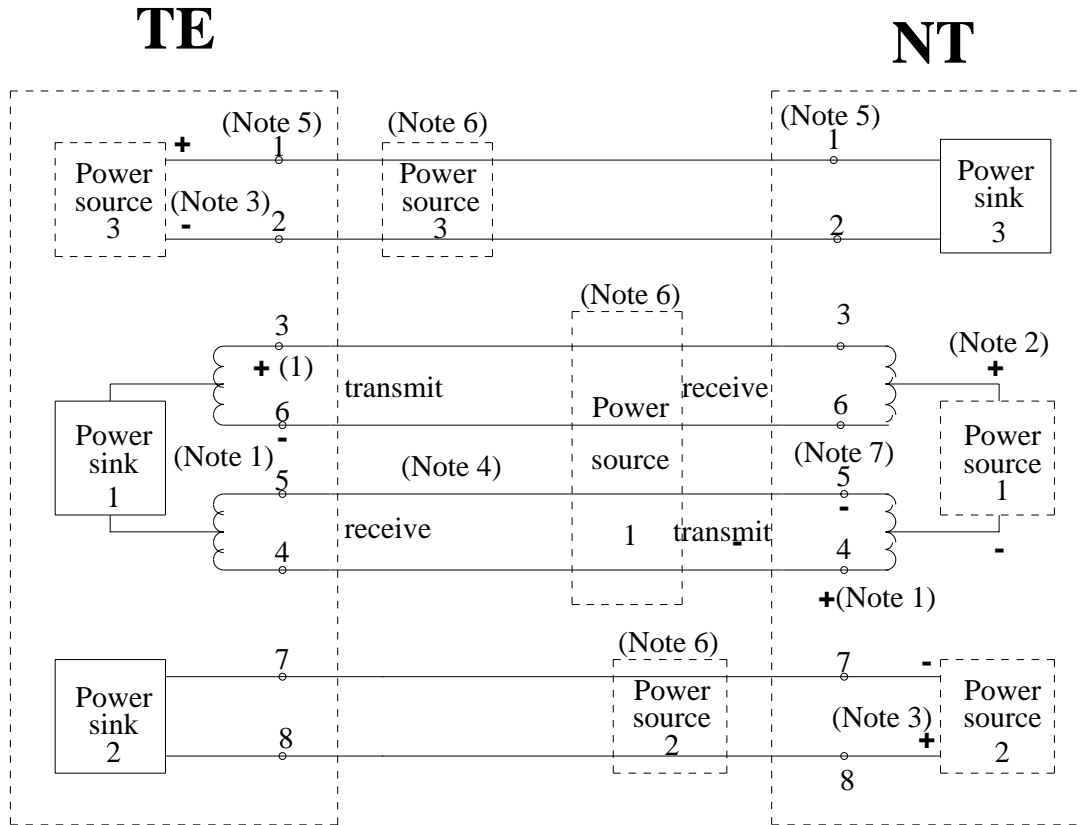 TE
NT
(Note 5)
(Note 6)
(Note 5)
+
1
1
Power
source
3
(Note 3)
-
2
Power
source
3
2
Power
sink
3
(Note 6)
3
3
(Note 2)
+ (1)
+
transmit
receive
6
-
6
Power
source
1
Power
sink
1
(Note 1)
5
(Note 4)
(Note 7)
5
-
Power
source
1
receive
transmit
-
4
4
-
+(Note 1)
(Note 6)
7
7
-
Power
sink
2
8
Power
source
2
(Note 3)
+
8
Power
source
2